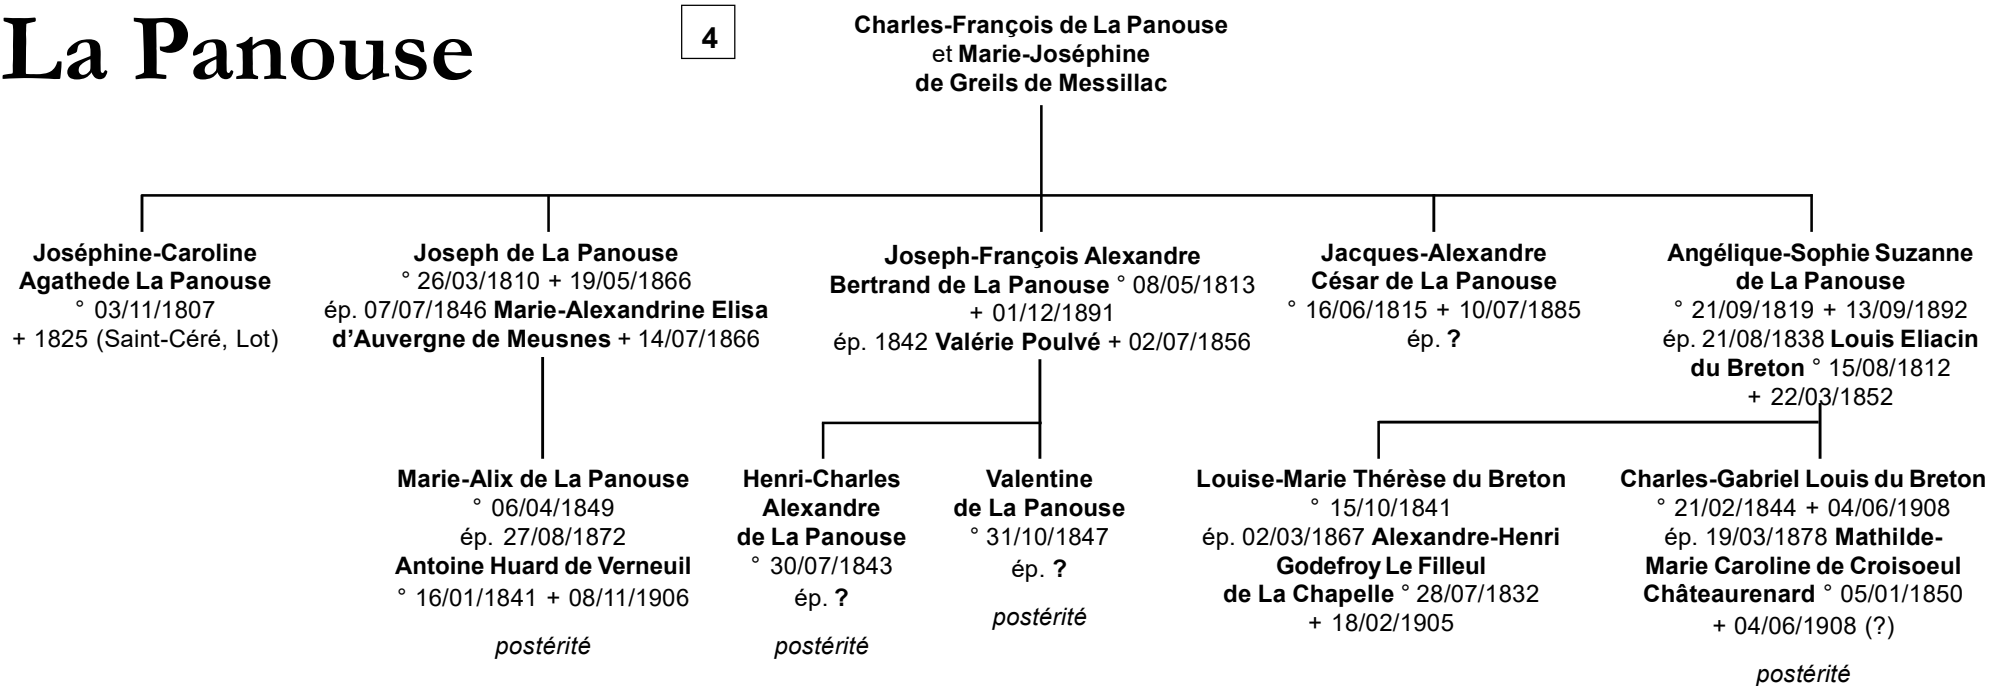 La Panouse
4
Charles-François de La Panouse
et Marie-Joséphine
de Greils de Messillac
Joséphine-Caroline
Agathede La Panouse
° 03/11/1807
+ 1825 (Saint-Céré, Lot)
Joseph de La Panouse
° 26/03/1810 + 19/05/1866
ép. 07/07/1846 Marie-Alexandrine Elisa
d’Auvergne de Meusnes + 14/07/1866
Joseph-François Alexandre
Bertrand de La Panouse ° 08/05/1813
+ 01/12/1891
ép. 1842 Valérie Poulvé + 02/07/1856
Jacques-Alexandre
César de La Panouse
° 16/06/1815 + 10/07/1885
ép. ?
Angélique-Sophie Suzanne
de La Panouse
° 21/09/1819 + 13/09/1892
ép. 21/08/1838 Louis Eliacin
du Breton ° 15/08/1812
+ 22/03/1852
Marie-Alix de La Panouse
° 06/04/1849
ép. 27/08/1872
Antoine Huard de Verneuil
° 16/01/1841 + 08/11/1906
postérité
Henri-Charles
Alexandre
de La Panouse
° 30/07/1843
ép. ?
postérité
Valentine
de La Panouse
° 31/10/1847
ép. ?
postérité
Louise-Marie Thérèse du Breton
° 15/10/1841
ép. 02/03/1867 Alexandre-Henri
Godefroy Le Filleul
de La Chapelle ° 28/07/1832
+ 18/02/1905
Charles-Gabriel Louis du Breton
° 21/02/1844 + 04/06/1908
ép. 19/03/1878 Mathilde-
Marie Caroline de Croisoeul
Châteaurenard ° 05/01/1850
+ 04/06/1908 (?)
postérité